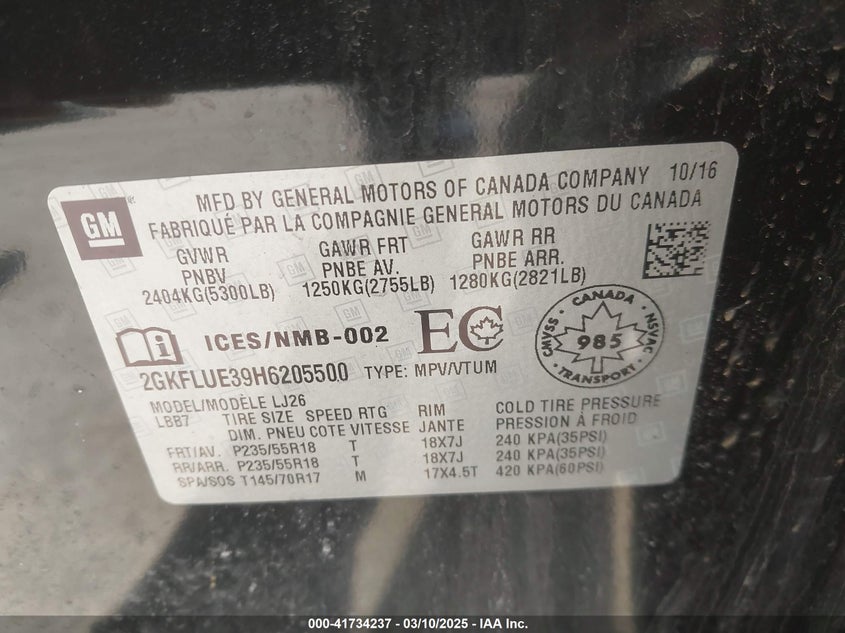 GM
MFD BY GENERAL MOTORS OF CANADA COMPANY 10/16
FABRIQUÉ PAR LA COMPAGNIE GENERAL MOTORS DU CANADA
GVWR GAWR FRT GAWR RR
PNBV PNBE AV. PNBE ARR.
2404KG(5300LB) 1250KG(2755LB) 1280KG(2821LB)
ICES/NMB-002 EC
CANADA
CMVSS 985 NSVAC
2GKFLUE39H6205500 TYPE: MPV/VTUM
MODEL/MODÈLE LJ26
LBB7 TIRE SIZE SPEED RTG RIM COLD TIRE PRESSURE
DIM. PNEU COTE VITESSE JANTE PRESSION À FROID
FRT/AV. P235/55R18 T 18X7J 240 KPA(35PSI)
RR/ARR. P235/55R18 T 18X7J 240 KPA(35PSI)
SPA/SOS T145/70R17 M 17X4.5T 420 KPA(60PSI)
000-41734237 - 03/10/2025 - IAA Inc.